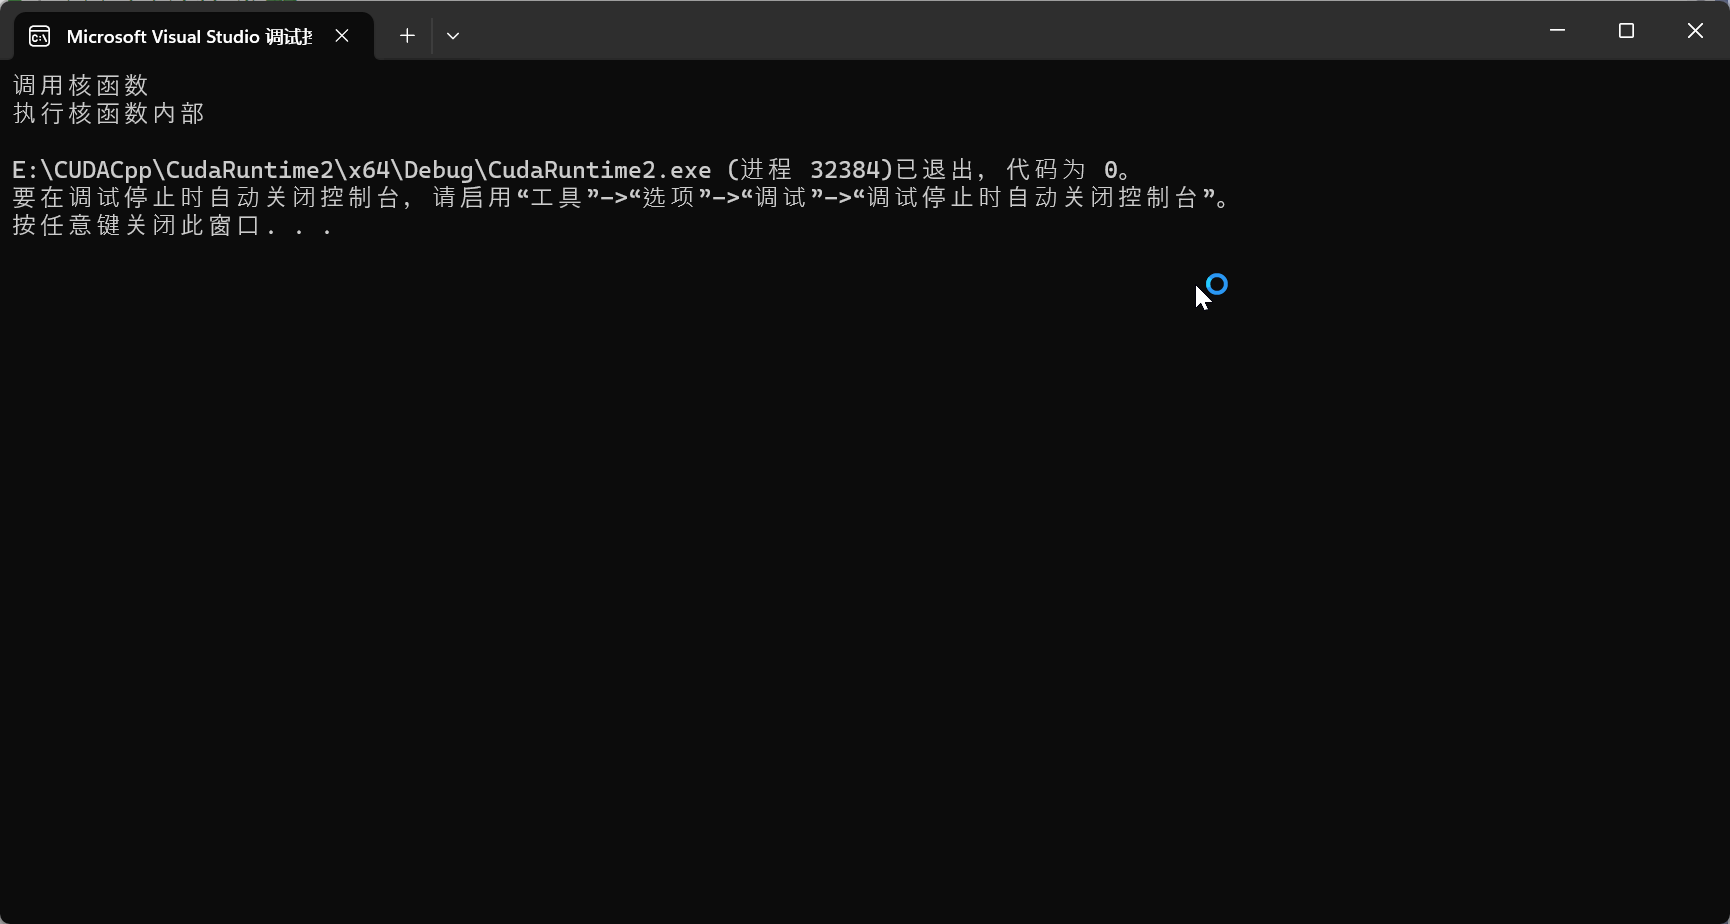 Microsoft Visual Studio 调试
调用核函数
执行核函数内部
E:\CUDACpp\CudaRuntime2\x64\Debug\CudaRuntime2.exe (进程 32384)已退出，代码为 0。
要在调试停止时自动关闭控制台，请启用“工具”->“选项”->“调试”->“调试停止时自动关闭控制台”。
按任意键关闭此窗口. . .